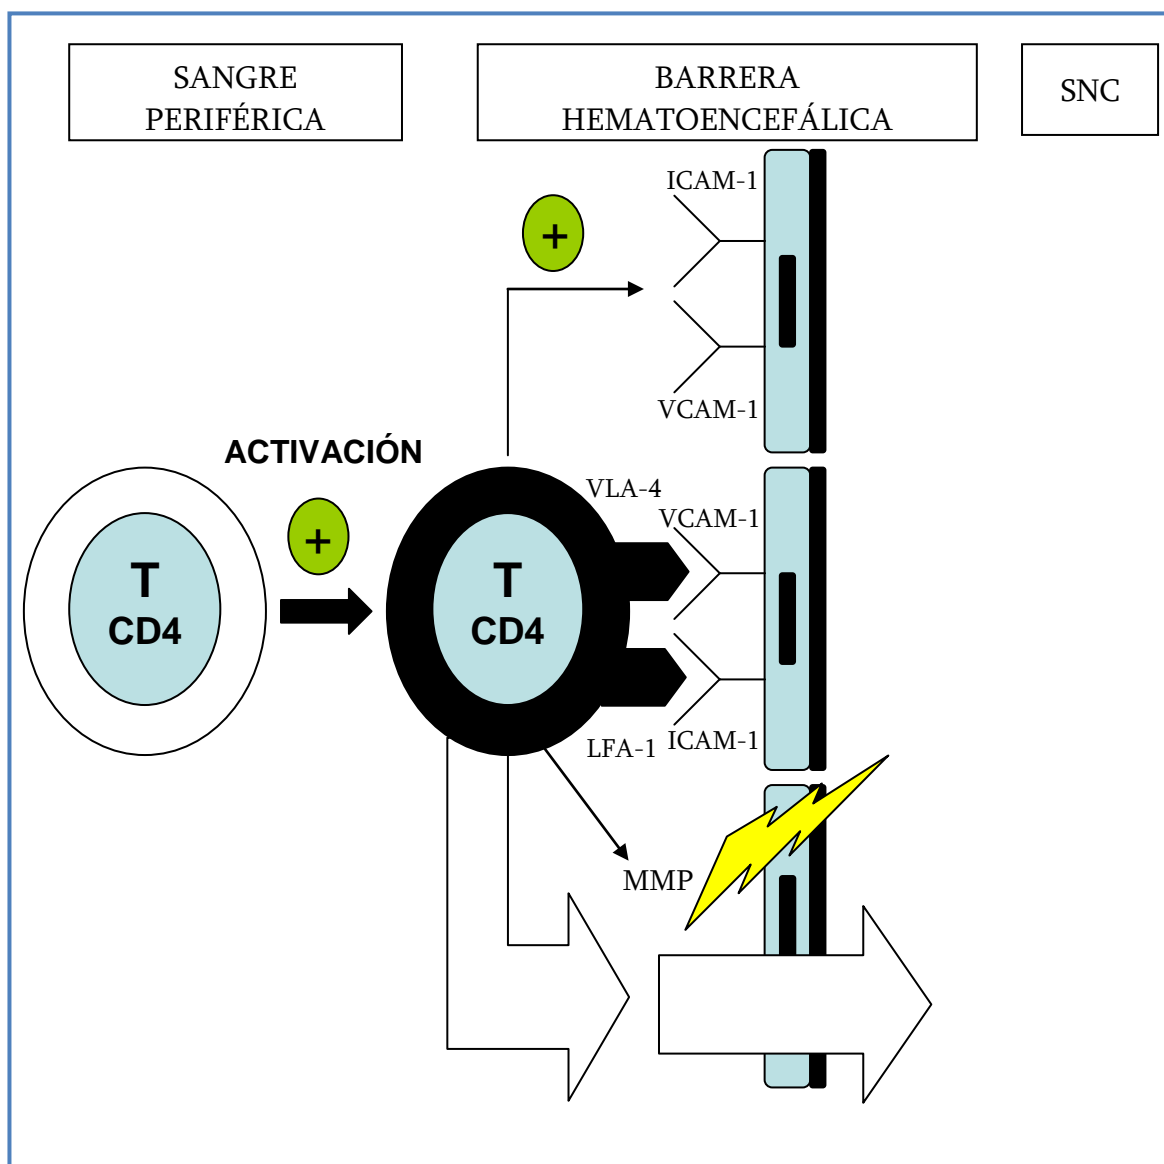 SANGRE
PERIFÉRICA
BARRERA
HEMATOENCEFÁLICA
SNC
ICAM-1
+
VCAM-1
ACTIVACIÓN
+
VLA-4
VCAM-1
T
CD4
T
CD4
LFA-1
ICAM-1
MMP